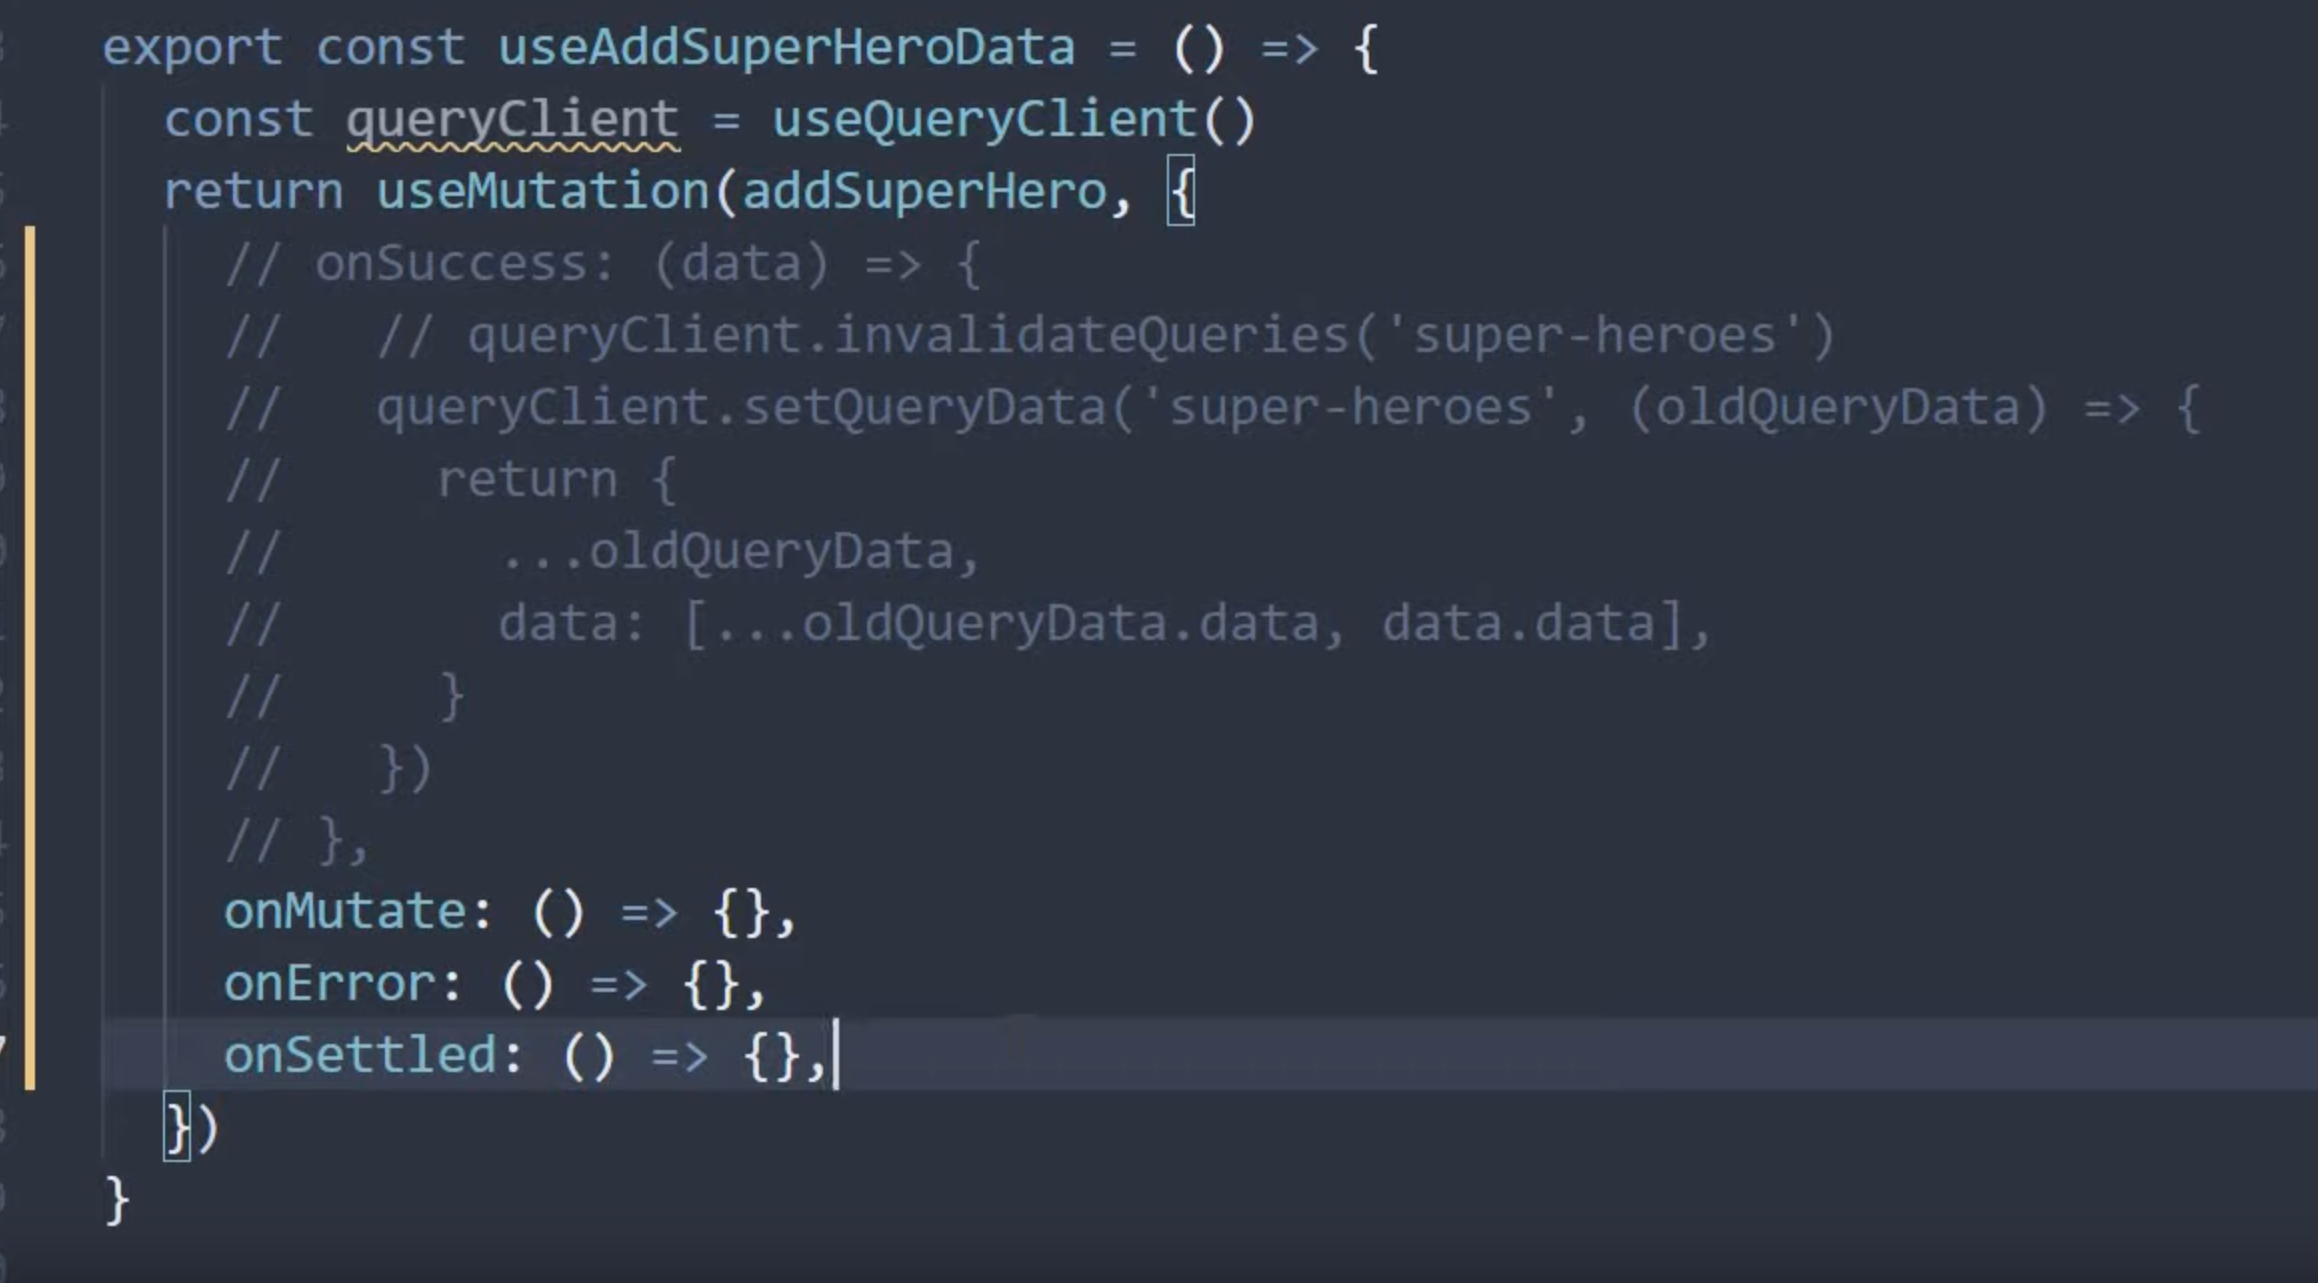 export const useAddSuperHeroData = () => {
  const queryClient = useQueryClient()
  return useMutation(addSuperHero, {
    // onSuccess: (data) => {
    //   // queryClient.invalidateQueries('super-heroes')
    //   queryClient.setQueryData('super-heroes', (oldQueryData) => {
    //     return {
    //       ...oldQueryData,
    //       data: [...oldQueryData.data, data.data],
    //     }
    //   })
    // },
    onMutate: () => {},
    onError: () => {},
    onSettled: () => {},
  })
}